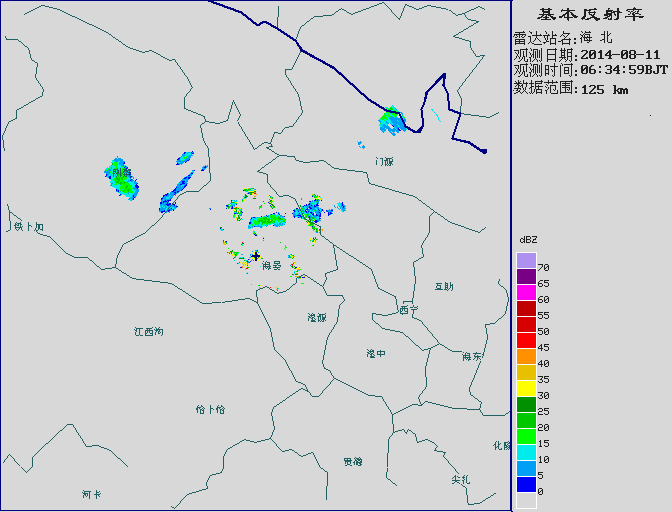 基本反射率
雷达站名: 海 北
观测日期: 2014-08-11
观测时间: 06:34:59BJT
数据范围: 125 km
门源
刚察
铁卜加
海晏
互助
西宁
湟源
江西沟
湟中
海东
恰卜恰
化隆
贵德
尖扎
河卡
dBZ
70
65
60
55
50
45
40
35
30
25
20
15
10
5
0